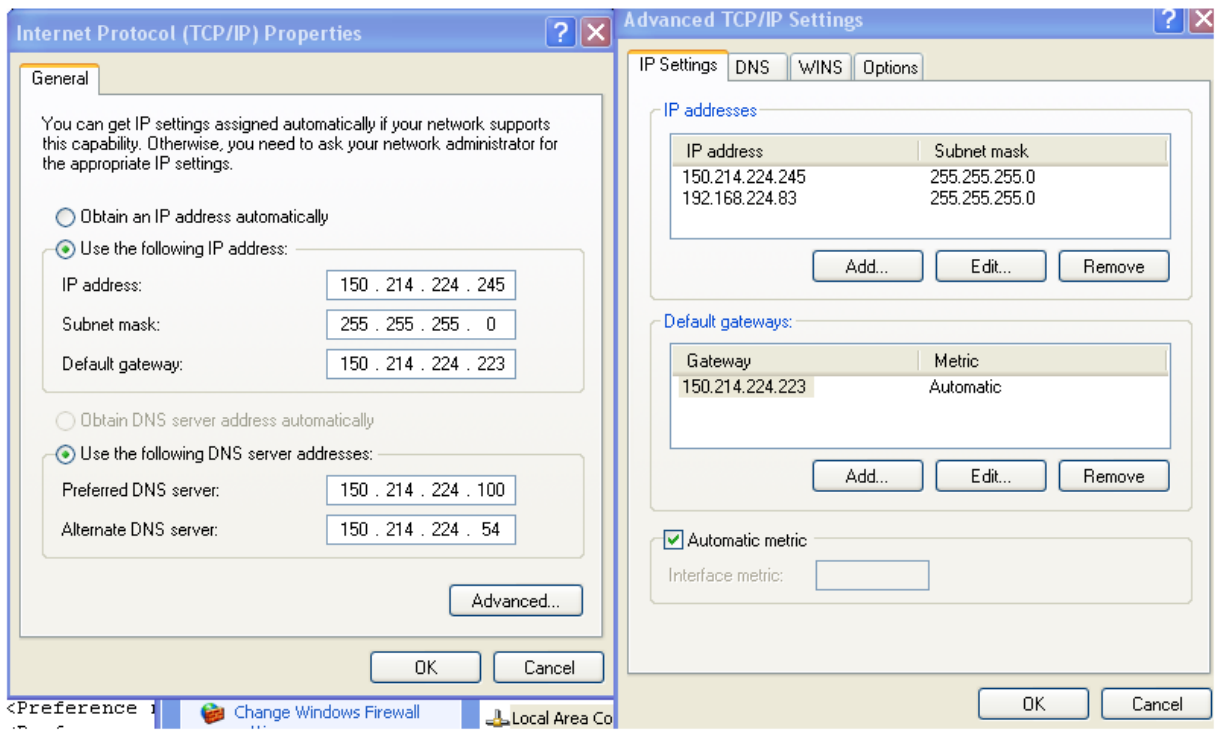 Internet Protocol (TCP/IP) Properties
General
You can get IP settings assigned automatically if your network supports
this capability. Otherwise, you need to ask your network administrator for
the appropriate IP settings.
Obtain an IP address automatically
Use the following IP address:
IP address:
150 . 214 . 224 . 245
Subnet mask:
255 . 255 . 255 . 0
Default gateway:
150 . 214 . 224 . 223
Obtain DNS server address automatically
Use the following DNS server addresses:
Preferred DNS server:
150 . 214 . 224 . 100
Alternate DNS server:
150 . 214 . 224 . 54
Advanced...
OK Cancel
<Preference
Change Windows Firewall
Local Area Co
Advanced TCP/IP Settings
IP Settings DNS WINS Options
IP addresses
IP address Subnet mask
150.214.224.245 255.255.255.0
192.168.224.83 255.255.255.0
Add... Edit... Remove
Default gateways:
Gateway Metric
150.214.224.223 Automatic
Add... Edit... Remove
Automatic metric
Interface metric:
OK Cancel